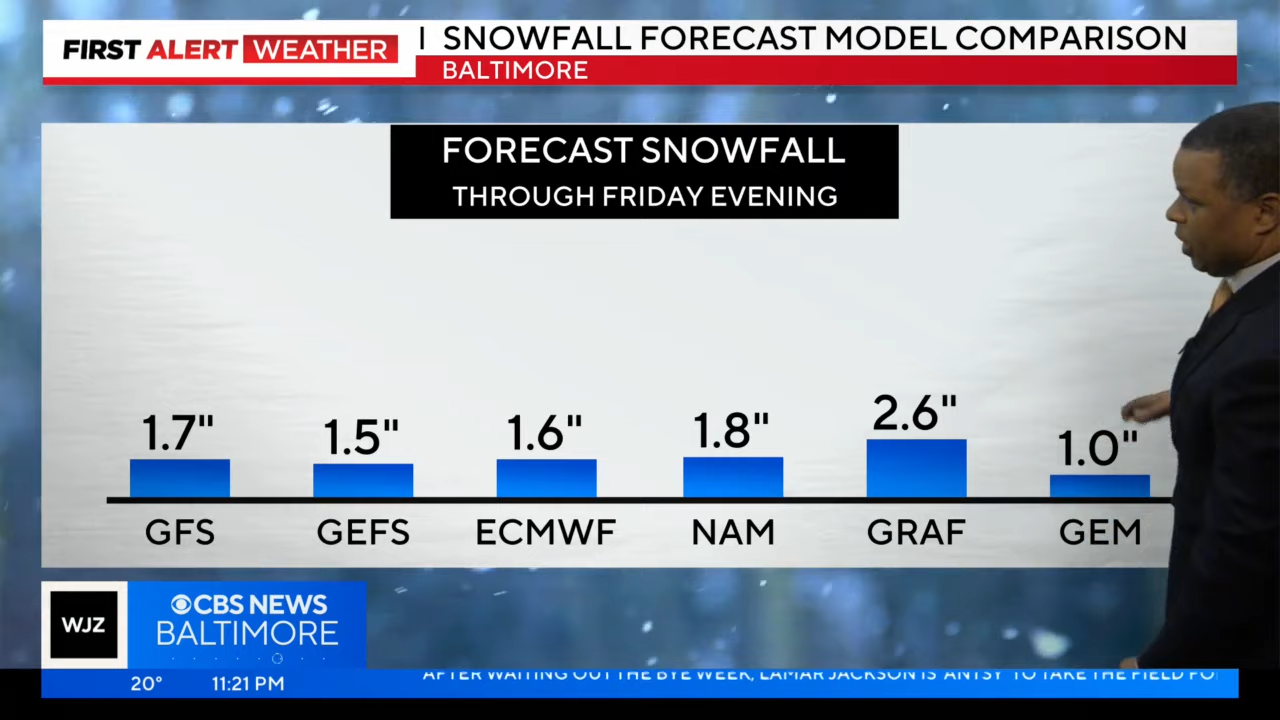 FIRST ALERT WEATHER
SNOWFALL FORECAST MODEL COMPARISON
BALTIMORE
FORECAST SNOWFALL
THROUGH FRIDAY EVENING
1.7" 1.5" 1.6" 1.8" 2.6" 1.0"
GFS GEFS ECMWF NAM GRAF GEM
WJZ
CBS NEWS
BALTIMORE
20° 11:21 PM
AFTER WAITING OUT THE BYE WEEK, LAMAR JACKSON IS 'ANTSY' TO TAKE THE FIELD